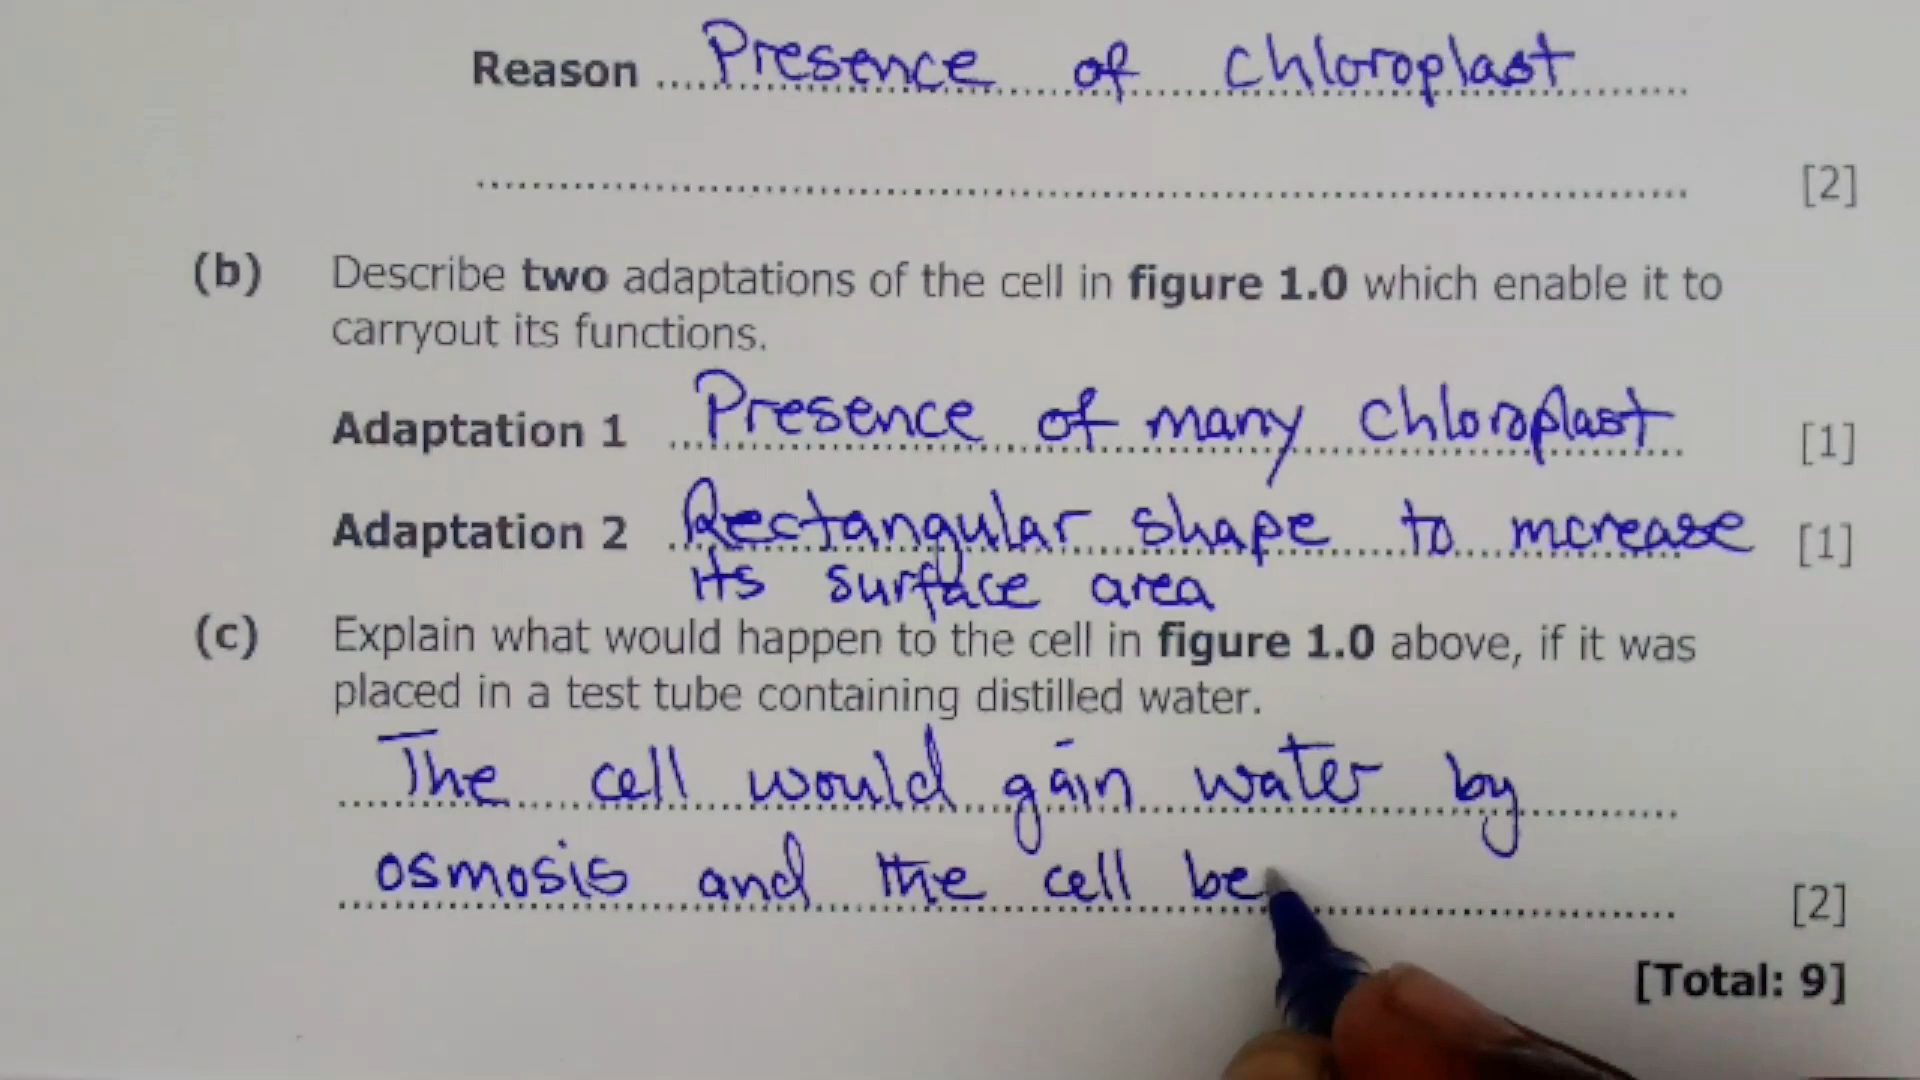 Reason Presence of chloroplast
[2]
(b) Describe two adaptations of the cell in figure 1.0 which enable it to
carryout its functions.
Adaptation 1 Presence of many chloroplast [1]
Adaptation 2 Rectangular shape to increase [1]
its surface area
(c) Explain what would happen to the cell in figure 1.0 above, if it was
placed in a test tube containing distilled water.
The cell would gain water by
osmosis and the cell be [2]
[Total: 9]